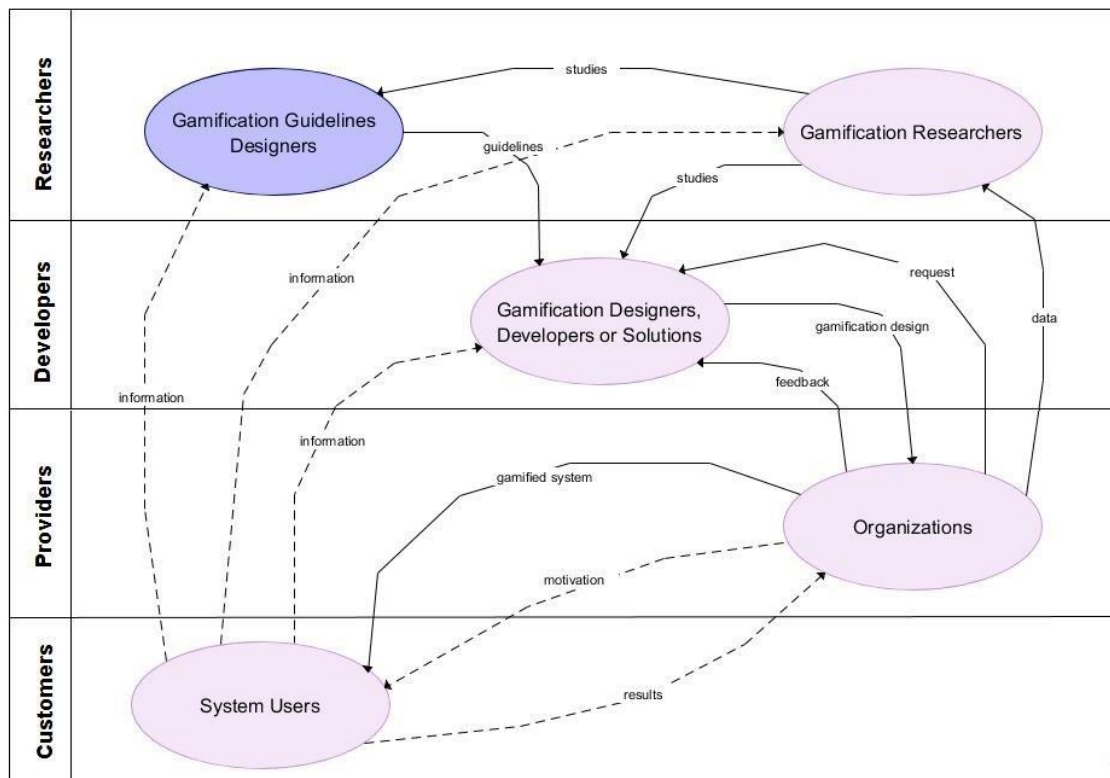 Researchers
studies
Gamification Guidelines
Designers
Gamification Researchers
guidelines
studies
Developers
information
request
Gamification Designers,
Developers or Solutions
gamification design
data
feedback
information
information
Providers
gamified system
Organizations
motivation
Customers
results
System Users